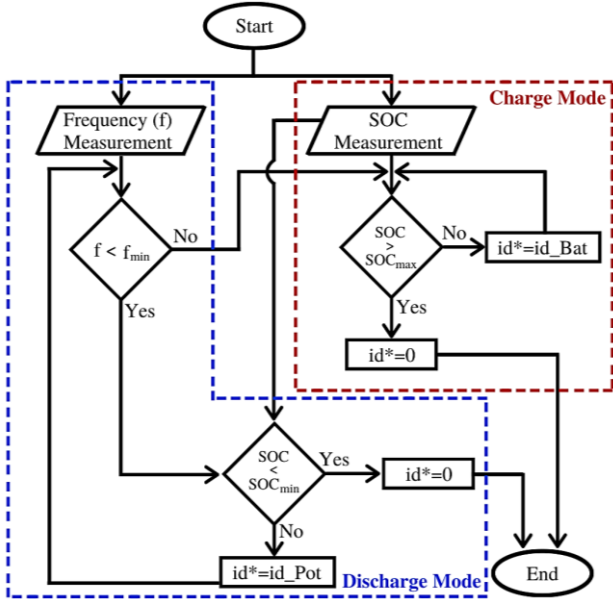 Start
Charge Mode
Frequency (f)
Measurement
SOC
Measurement
f < fmin
No
Yes
SOC
>
SOCmax
No
id*=id_Bat
Yes
id*=0
SOC
<
SOCmin
Yes
id*=0
No
id*=id_Pot
Discharge Mode
End